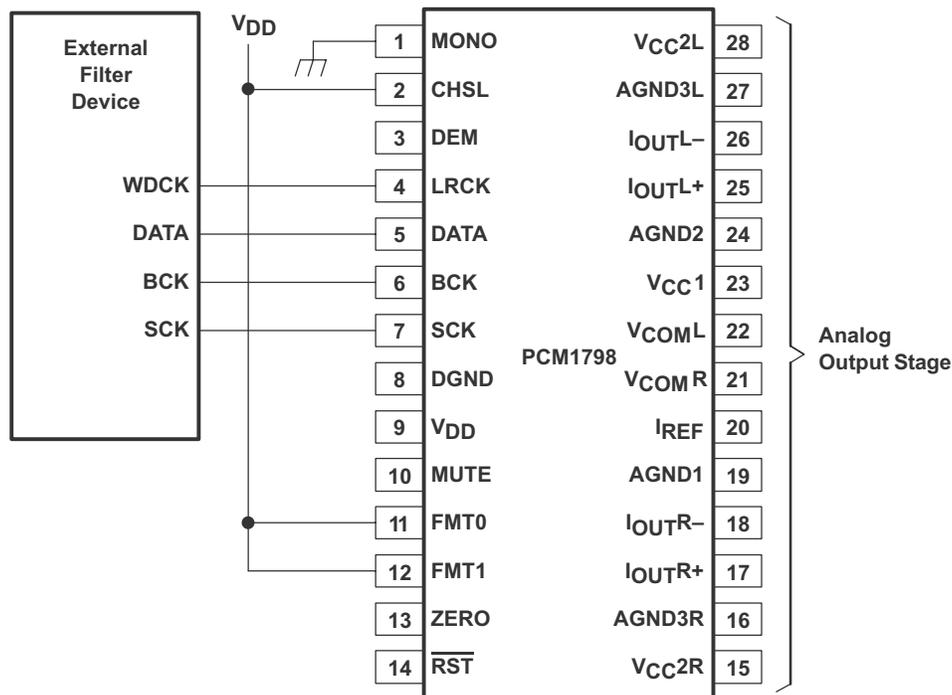 External
Filter
Device
WDCK
DATA
BCK
SCK
VDD
1 MONO
2 CHSL
3 DEM
4 LRCK
5 DATA
6 BCK
7 SCK
8 DGND
9 VDD
10 MUTE
11 FMT0
12 FMT1
13 ZERO
14 RST
PCM1798
VCC2L 28
AGND3L 27
IOUTL– 26
IOUTL+ 25
AGND2 24
VCC1 23
VCOML 22
VCOMR 21
IREF 20
AGND1 19
IOUTR– 18
IOUTR+ 17
AGND3R 16
VCC2R 15
Analog
Output Stage